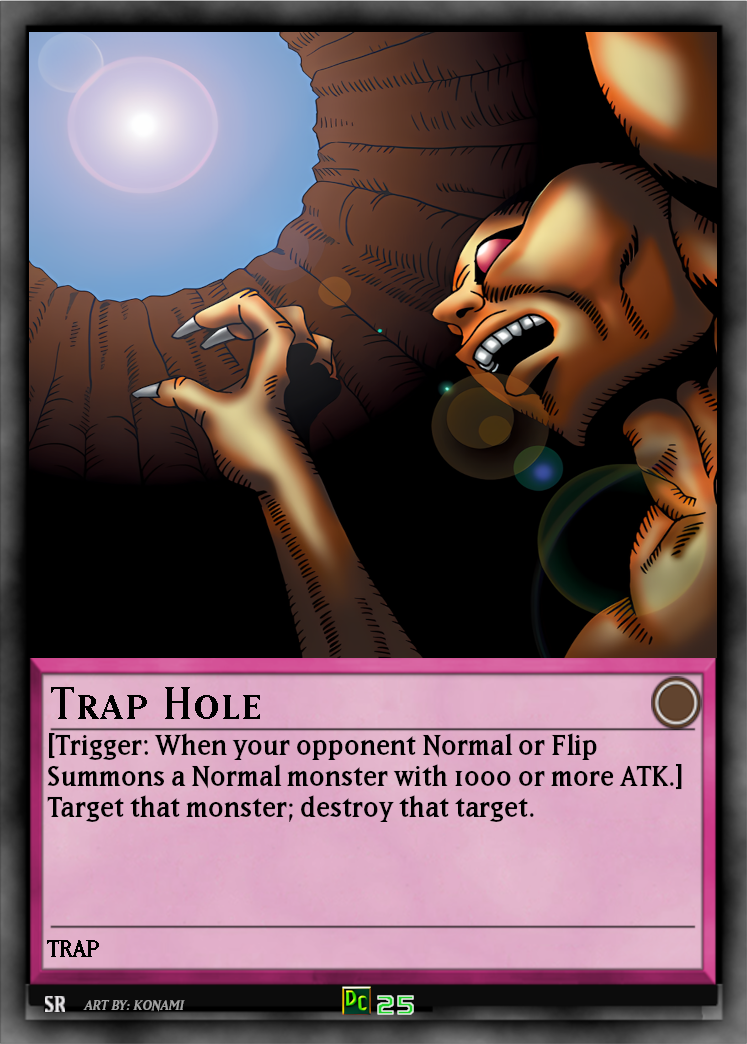 Trap Hole
[Trigger: When your opponent Normal or Flip
Summons a Normal monster with 1000 or more ATK.]
Target that monster; destroy that target.
TRAP
SR ART BY: KONAMI DC 25